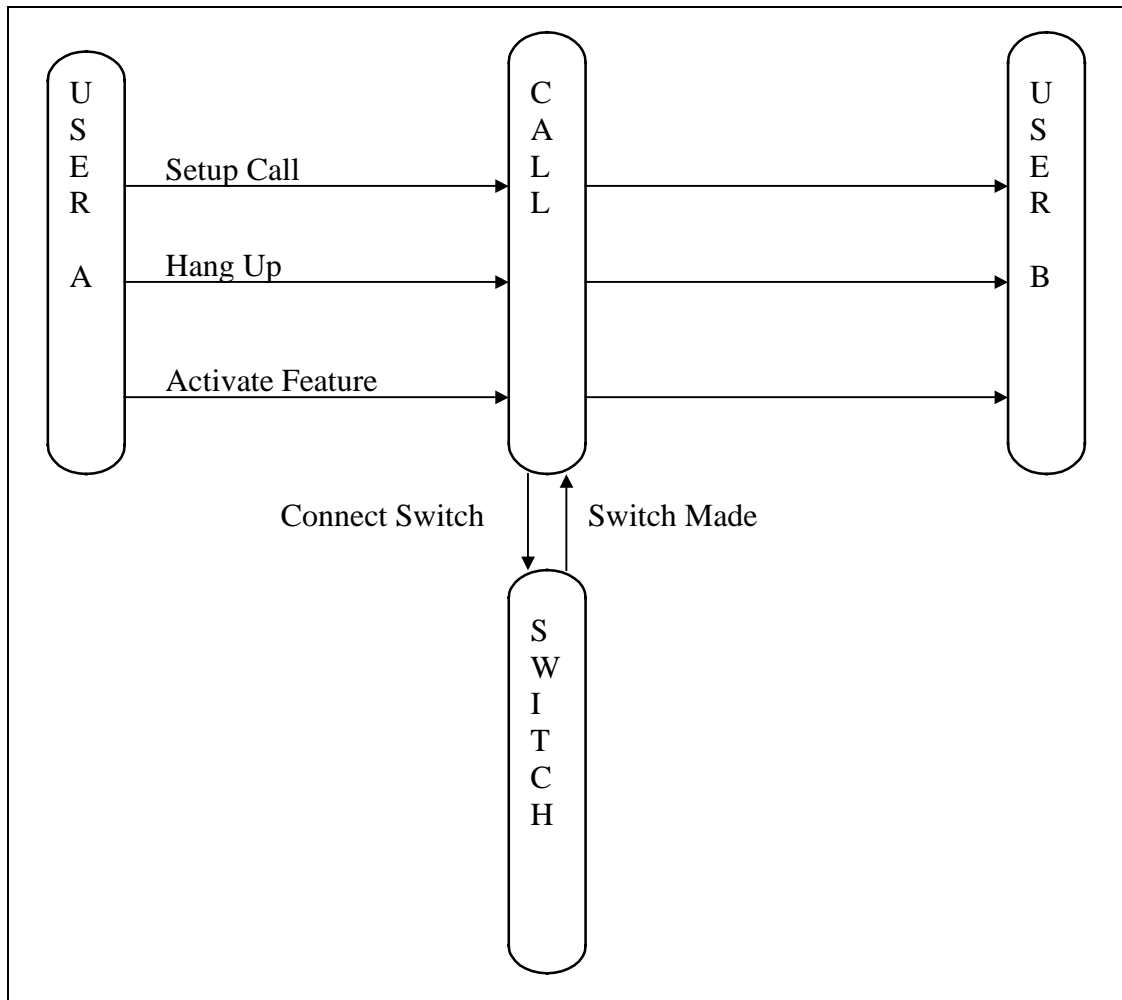 USER A
CALL
USER B
Setup Call
Hang Up
Activate Feature
Connect Switch
Switch Made
SWITCH